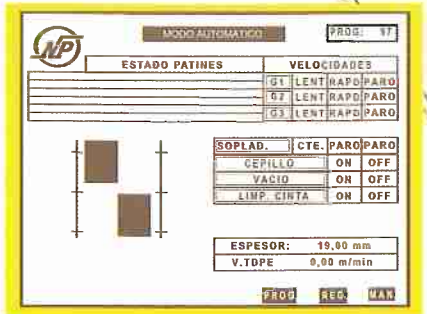 MODO AUTOMATICO
PROG: 97
NP
ESTADO PATINES VELOCIDADES
G1 LENT RAPD PARO
G2 LENT RAPD PARO
G3 LENT RAPD PARO
SOPLAD. CTE. PARO PARO
CEPILLO ON OFF
VACIO ON OFF
LIMP. CINTA ON OFF
ESPESOR: 19,00 mm
V.TOPE 0,00 m/min
PROG REG. MAN